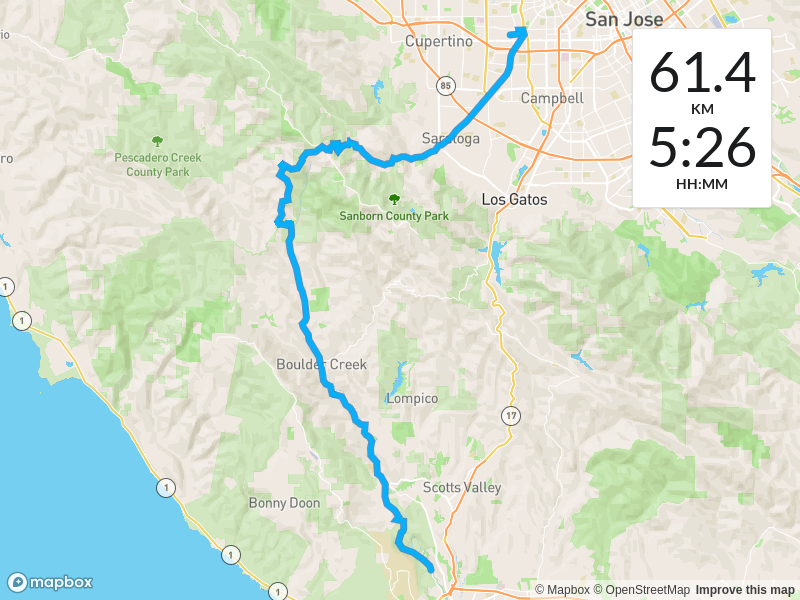 San Jose
Cupertino
61.4
KM
5:26
HH:MM
85
Campbell
Saratoga
Pescadero Creek
County Park
Los Gatos
Sanborn County Park
1
1
Boulder Creek
Lompico
17
Scotts Valley
1
Bonny Doon
1
1
mapbox
© Mapbox © OpenStreetMap Improve this map